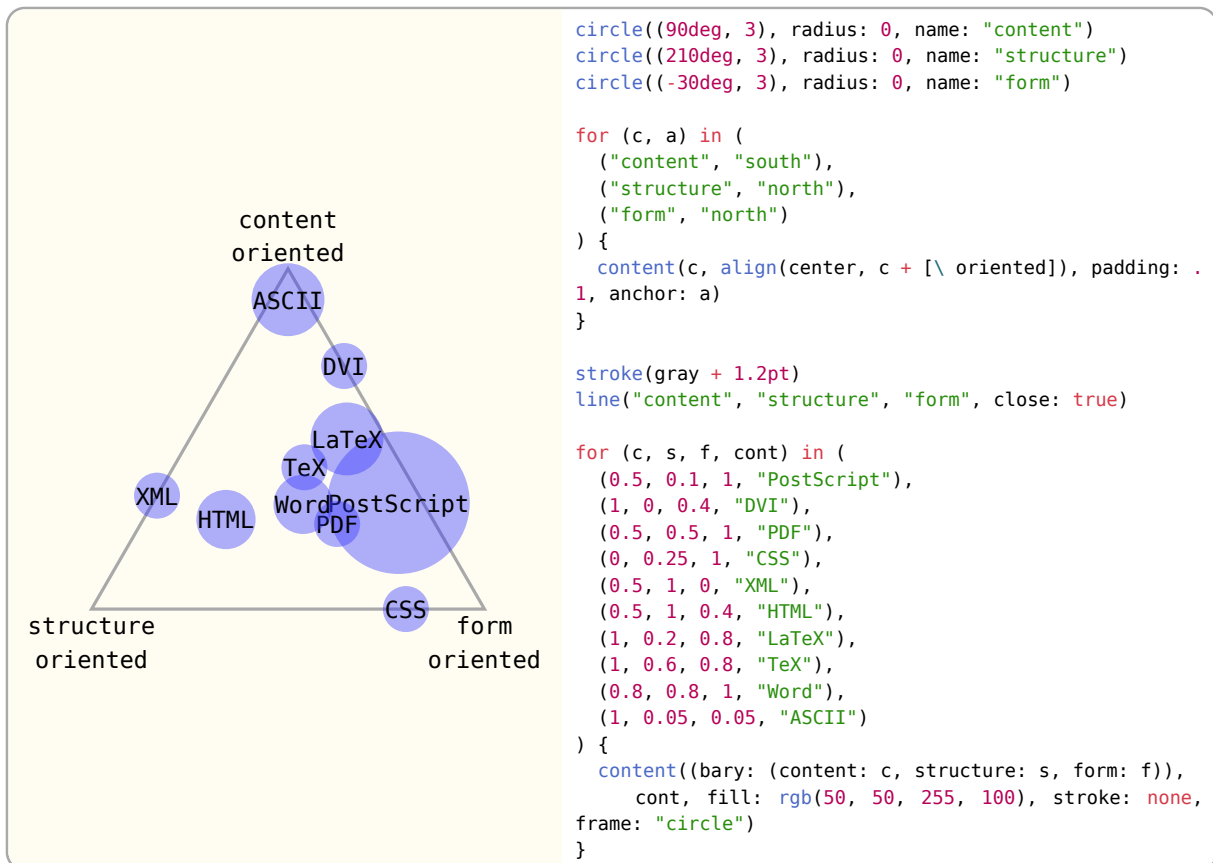 content
oriented
ASCII
DVI
LaTeX
TeX
XML
Word
PostScript
HTML
PDF
CSS
structure
oriented
form
oriented
circle((90deg, 3), radius: 0, name: "content")
circle((210deg, 3), radius: 0, name: "structure")
circle((-30deg, 3), radius: 0, name: "form")
for (c, a) in (
("content", "south"),
("structure", "north"),
("form", "north")
) {
content(c, align(center, c + [\ oriented]), padding: .
1, anchor: a)
}
stroke(gray + 1.2pt)
line("content", "structure", "form", close: true)
for (c, s, f, cont) in (
(0.5, 0.1, 1, "PostScript"),
(1, 0, 0.4, "DVI"),
(0.5, 0.5, 1, "PDF"),
(0, 0.25, 1, "CSS"),
(0.5, 1, 0, "XML"),
(0.5, 1, 0.4, "HTML"),
(1, 0.2, 0.8, "LaTeX"),
(1, 0.6, 0.8, "TeX"),
(0.8, 0.8, 1, "Word"),
(1, 0.05, 0.05, "ASCII")
) {
content((bary: (content: c, structure: s, form: f)),
cont, fill: rgb(50, 50, 255, 100), stroke: none,
frame: "circle")
}